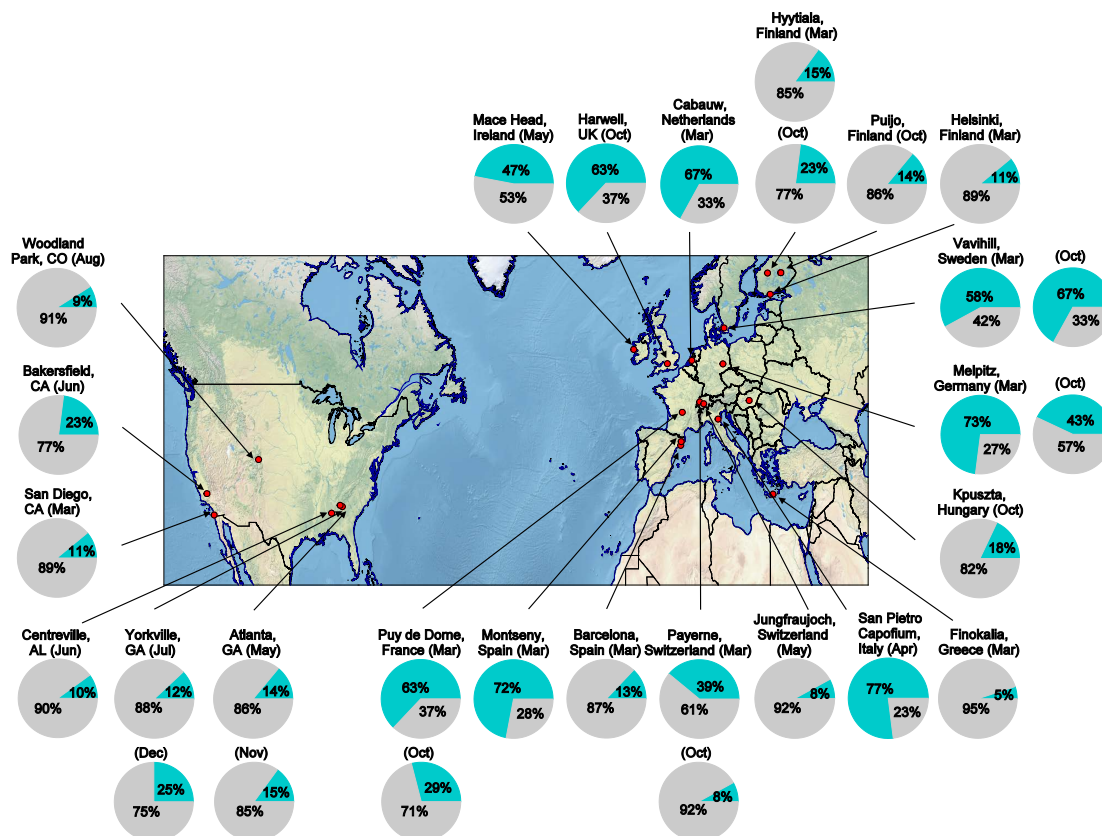 Hyytiala,
Finland (Mar)
15%
85%
Mace Head,
Ireland (May)
47%
53%
Harwell,
UK (Oct)
63%
37%
Cabauw,
Netherlands
(Mar)
67%
33%
(Oct)
23%
77%
Puijo,
Finland (Oct)
14%
86%
Helsinki,
Finland (Mar)
11%
89%
Woodland
Park, CO (Aug)
9%
91%
Vavihill,
Sweden (Mar)
58%
42%
(Oct)
67%
33%
Bakersfield,
CA (Jun)
23%
77%
Melpitz,
Germany (Mar)
73%
27%
(Oct)
43%
57%
San Diego,
CA (Mar)
11%
89%
Kpuszta,
Hungary (Oct)
18%
82%
Centreville,
AL (Jun)
10%
90%
Yorkville,
GA (Jul)
12%
88%
Atlanta,
GA (May)
14%
86%
Puy de Dome,
France (Mar)
63%
37%
Montseny,
Spain (Mar)
72%
28%
Barcelona,
Spain (Mar)
13%
87%
Payerne,
Switzerland (Mar)
39%
61%
Jungfraujoch,
Switzerland
(May)
8%
92%
San Pietro
Capofium,
Italy (Apr)
77%
23%
Finokalia,
Greece (Mar)
5%
95%
(Dec)
25%
75%
(Nov)
15%
85%
(Oct)
29%
71%
(Oct)
8%
92%